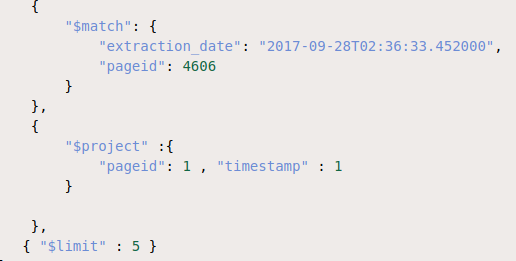 {
"$match": {
"extraction_date": "2017-09-28T02:36:33.452000",
"pageid": 4606
}
},
{
"$project" :{
"pageid": 1 , "timestamp" : 1
}
},
{ "$limit" : 5 }